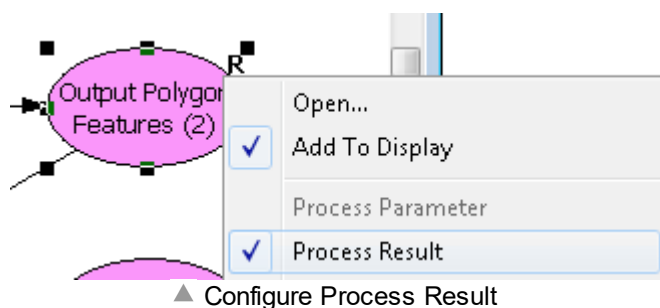 R
Output Polygon
Features (2)
Open...
Add To Display
Process Parameter
Process Result
▲ Configure Process Result